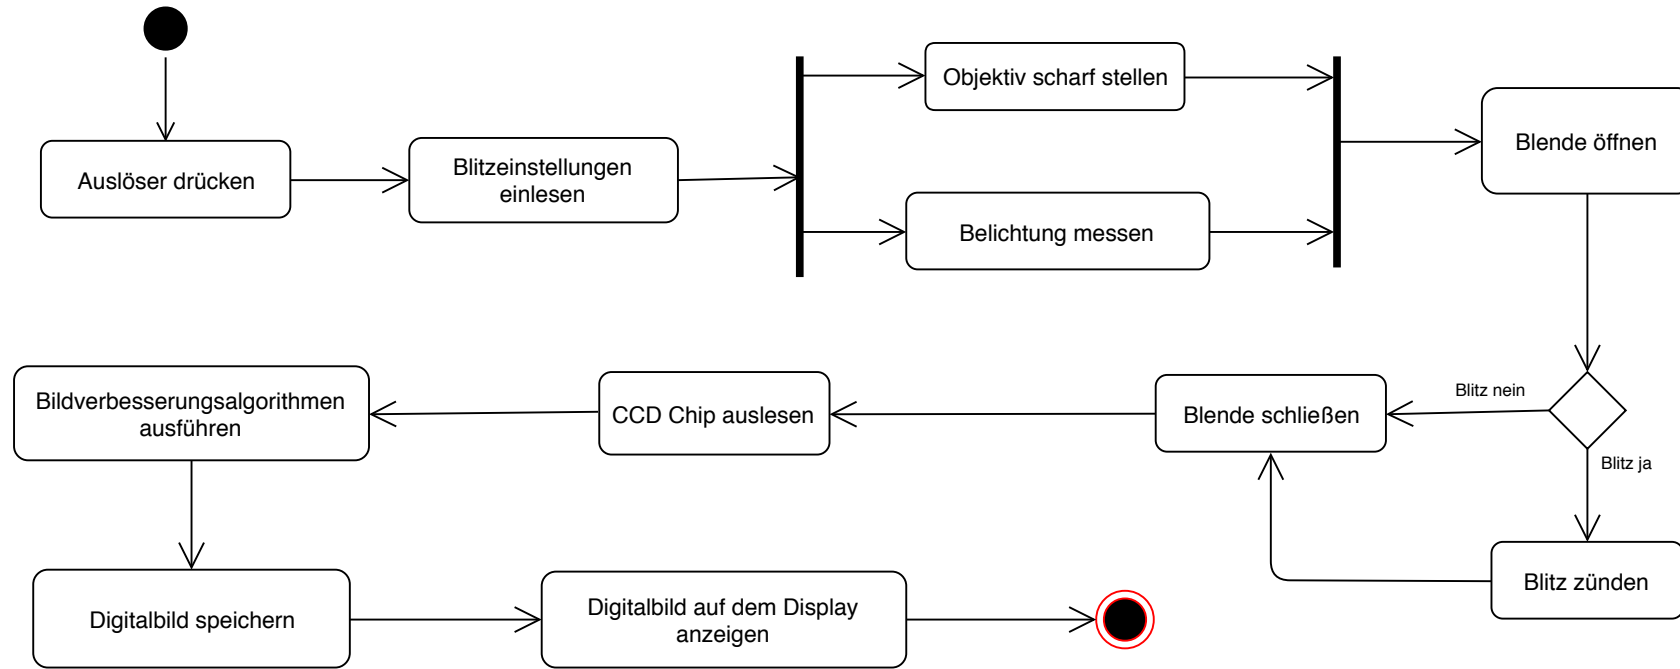 Auslöser drücken
Blitzeinstellungen
einlesen
Objektiv scharf stellen
Belichtung messen
Blende öffnen
Blitz nein
Blitz ja
Blitz zünden
Blende schließen
CCD Chip auslesen
Bildverbesserungsalgorithmen
ausführen
Digitalbild speichern
Digitalbild auf dem Display
anzeigen